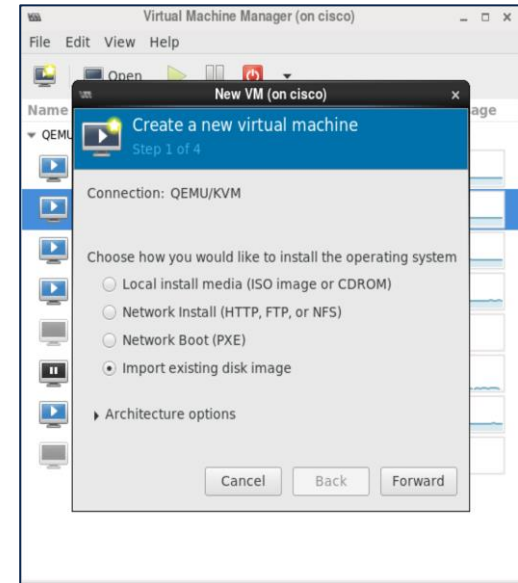 Virtual Machine Manager (on cisco)
File Edit View Help
Open
Name
age
QEMU
New VM (on cisco)
Create a new virtual machine
Step 1 of 4
Connection: QEMU/KVM
Choose how you would like to install the operating system
Local install media (ISO image or CDROM)
Network Install (HTTP, FTP, or NFS)
Network Boot (PXE)
Import existing disk image
Architecture options
Cancel Back Forward